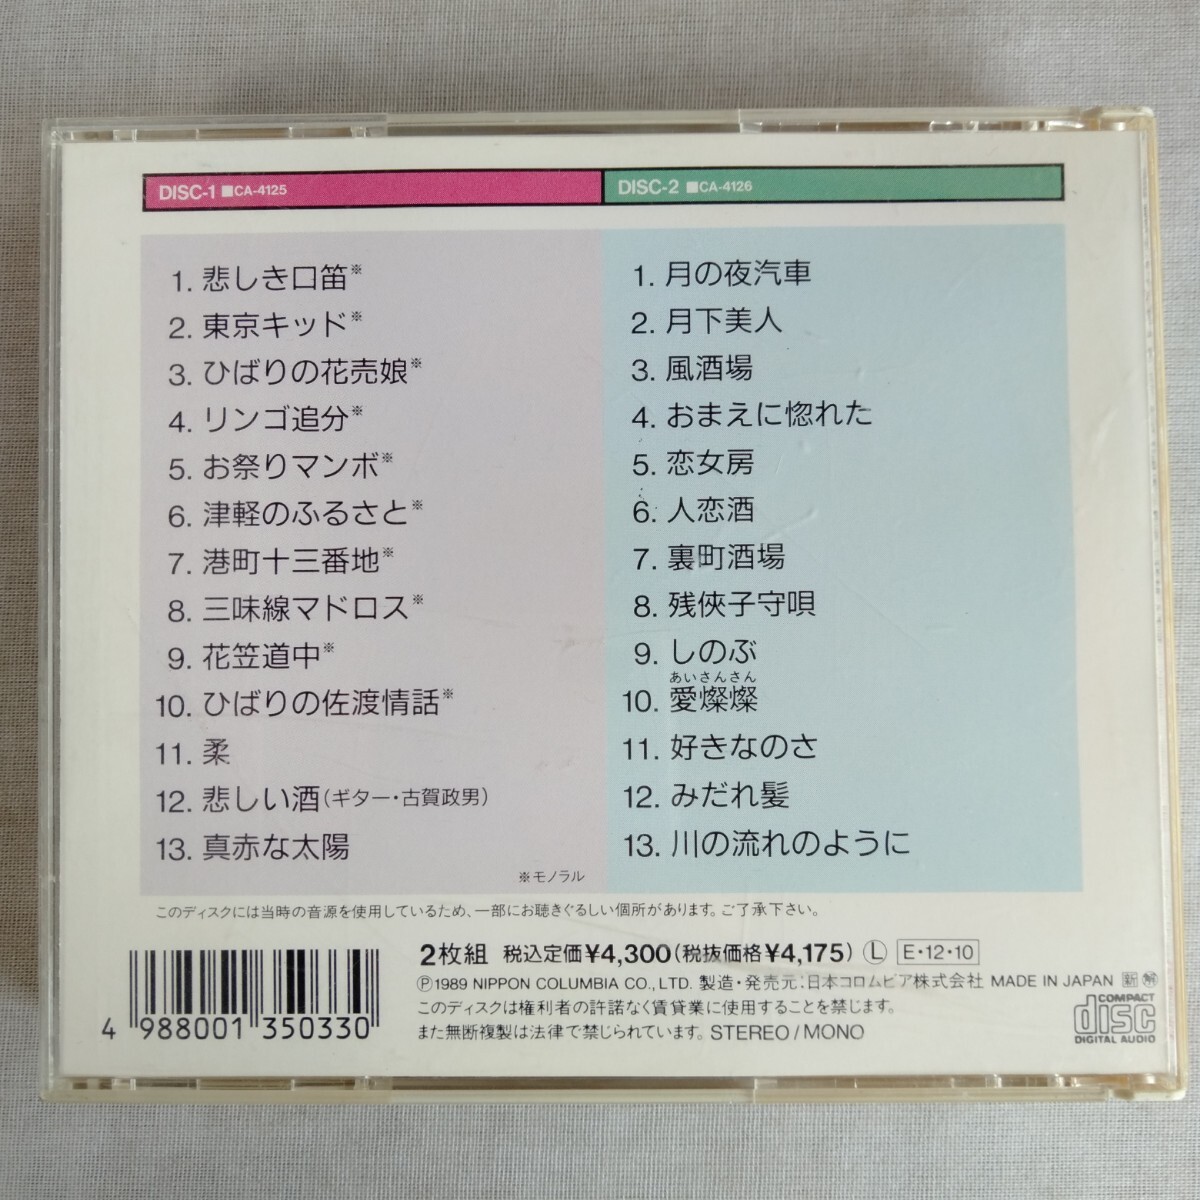 DISC-1 ■CA-4125
1. 悲しき口笛※
2. 東京キッド※
3. ひばりの花売娘※
4. リンゴ追分※
5. お祭りマンボ※
6. 津軽のふるさと※
7. 港町十三番地※
8. 三味線マドロス※
9. 花笠道中※
10. ひばりの佐渡情話※
11. 柔
12. 悲しい酒(ギター・古賀政男)
13. 真赤な太陽
※モノラル
DISC-2 ■CA-4126
1. 月の夜汽車
2. 月下美人
3. 風酒場
4. おまえに惚れた
5. 恋女房
6. 人恋酒
7. 裏町酒場
8. 残俠子守唄
9. しのぶ
あいさんさん
10. 愛燦燦
11. 好きなのさ
12. みだれ髪
13. 川の流れのように
このディスクには当時の音源を使用しているため、一部にお聴きぐるしい個所があります。ご了承下さい。
2枚組 税込定価¥4,300(税抜価格¥4,175) Ⓛ E・12・10
Ⓟ1989 NIPPON COLUMBIA CO., LTD. 製造・発売元:日本コロムビア株式会社 MADE IN JAPAN
このディスクは権利者の許諾なく賃貸業に使用することを禁じます。
また無断複製は法律で禁じられています。STEREO/MONO
4 988001 350330
COMPACT
disc
DIGITAL AUDIO